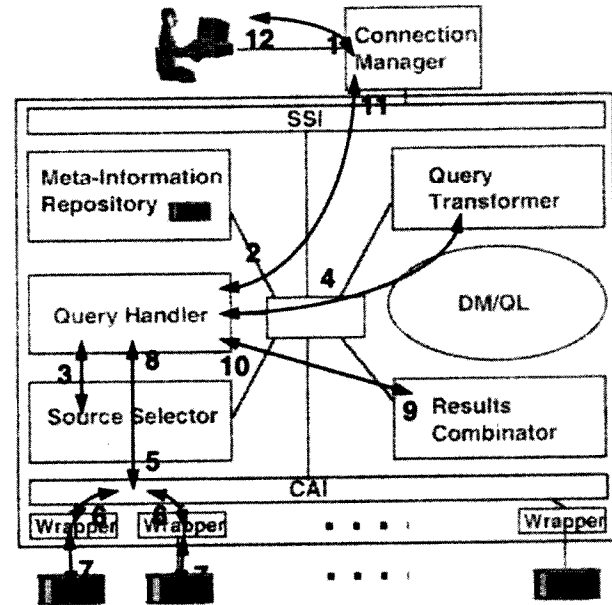 12
1
Connection
Manager
11
SSI
Meta-Information
Repository
Query
Transformer
2
4
Query Handler
DM/QL
3
8
10
Source Selector
9
Results
Combinator
5
CAI
Wrapper
6
Wrapper
6
Wrapper
7
7